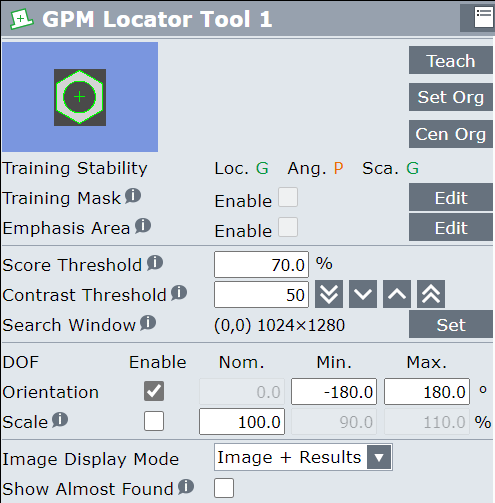 GPM Locator Tool 1
Teach
Set Org
Cen Org
Training Stability Loc. G Ang. P Sca. G
Training Mask Enable Edit
Emphasis Area Enable Edit
Score Threshold 70.0 %
Contrast Threshold 50
Search Window (0,0) 1024×1280 Set
DOF Enable Nom. Min. Max.
Orientation 0.0 -180.0 180.0 º
Scale 100.0 90.0 110.0 %
Image Display Mode Image + Results
Show Almost Found